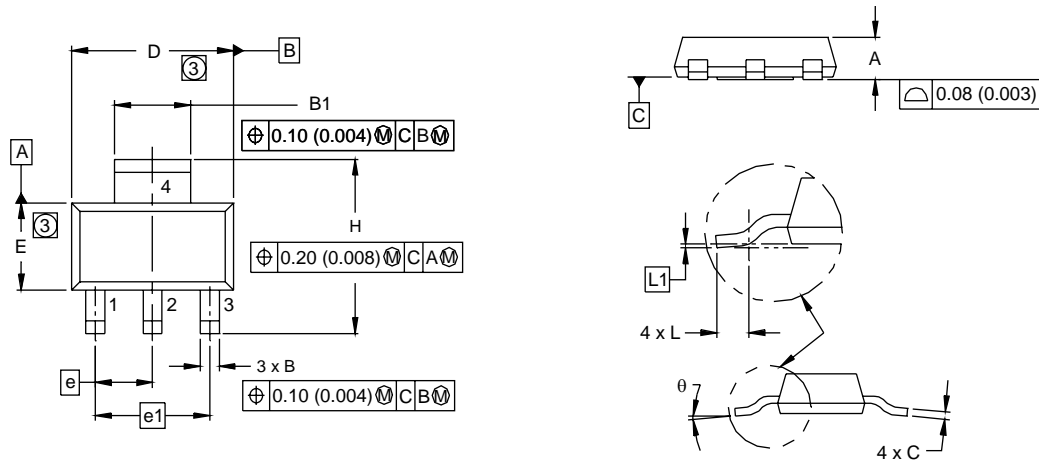 D
③
B
B1
⌖ 0.10 (0.004) Ⓜ C B Ⓜ
A
4
③
E
H
⌖ 0.20 (0.008) Ⓜ C A Ⓜ
1
2
3
3 x B
e
e1
⌖ 0.10 (0.004) Ⓜ C B Ⓜ
A
C
⌓ 0.08 (0.003)
L1
4 x L
θ
4 x C